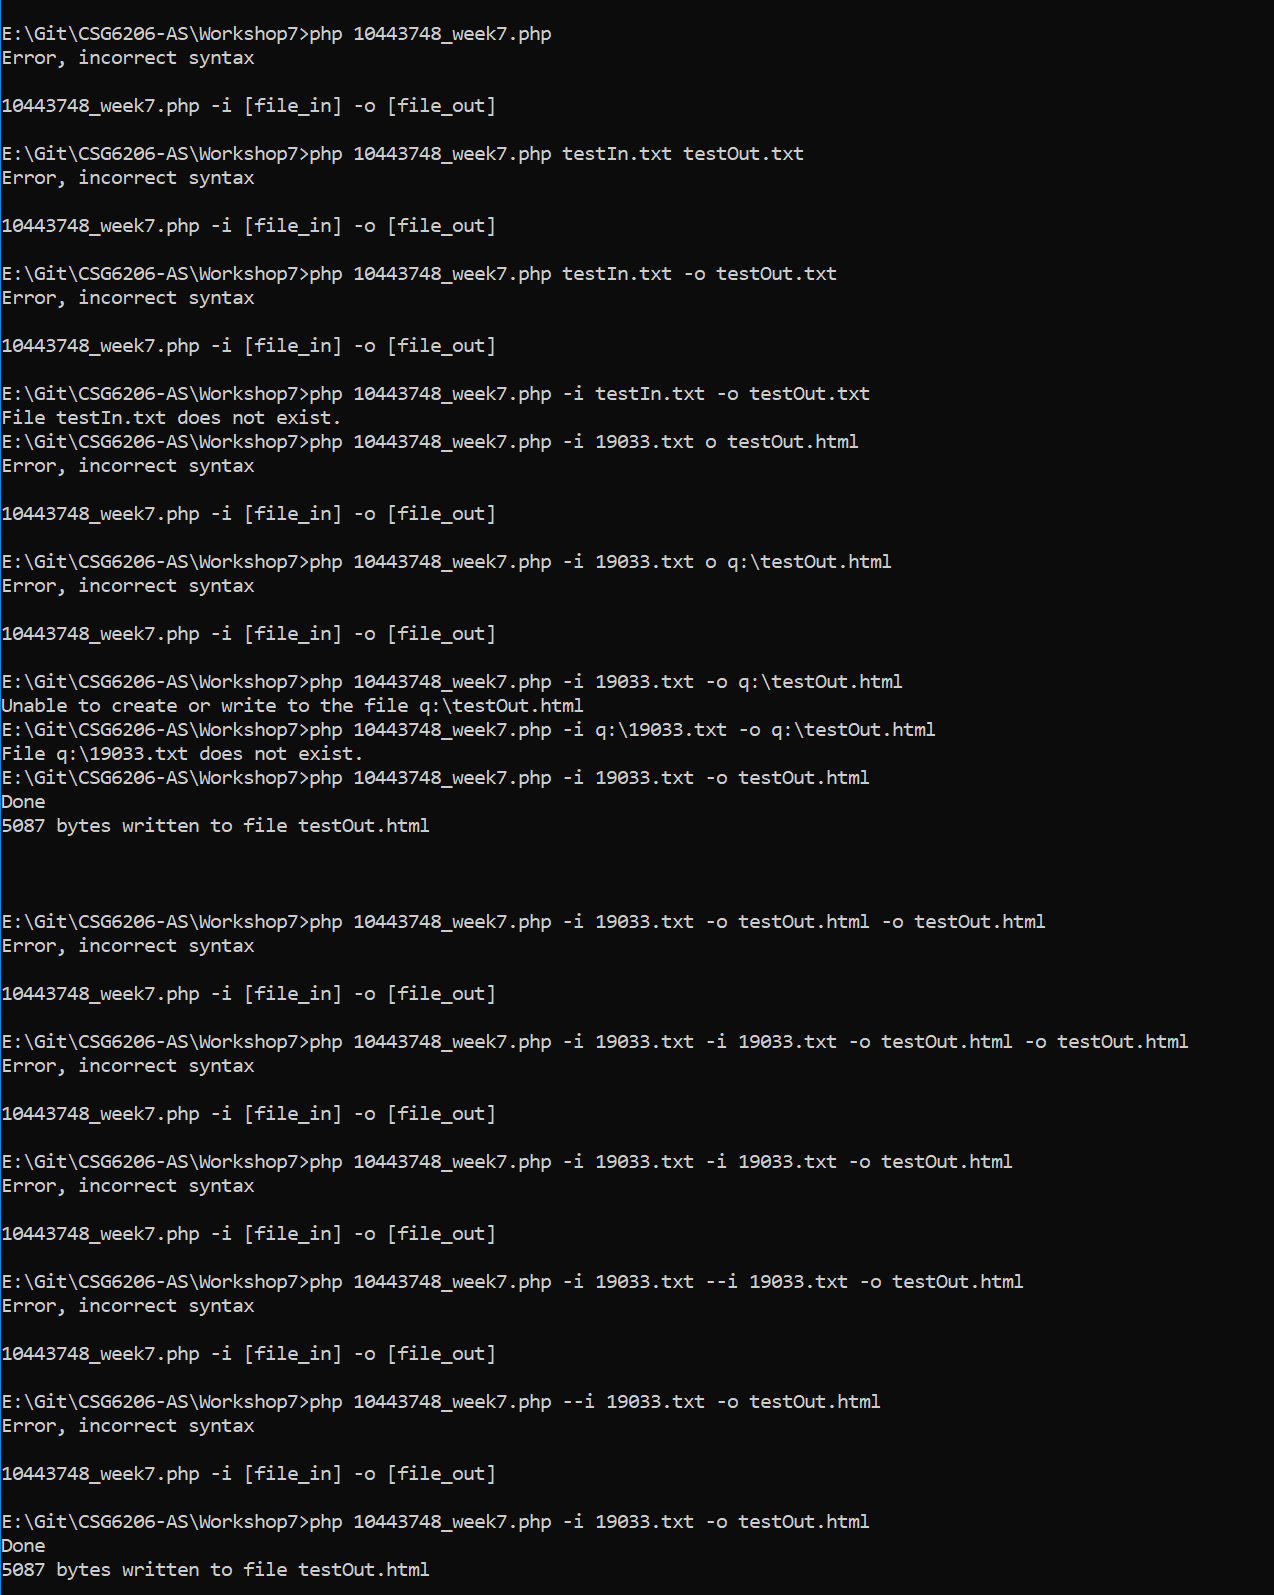 E:\Git\CSG6206-AS\Workshop7>php 10443748_week7.php
Error, incorrect syntax
10443748_week7.php -i [file_in] -o [file_out]
E:\Git\CSG6206-AS\Workshop7>php 10443748_week7.php testIn.txt testOut.txt
Error, incorrect syntax
10443748_week7.php -i [file_in] -o [file_out]
E:\Git\CSG6206-AS\Workshop7>php 10443748_week7.php testIn.txt -o testOut.txt
Error, incorrect syntax
10443748_week7.php -i [file_in] -o [file_out]
E:\Git\CSG6206-AS\Workshop7>php 10443748_week7.php -i testIn.txt -o testOut.txt
File testIn.txt does not exist.
E:\Git\CSG6206-AS\Workshop7>php 10443748_week7.php -i 19033.txt o testOut.html
Error, incorrect syntax
10443748_week7.php -i [file_in] -o [file_out]
E:\Git\CSG6206-AS\Workshop7>php 10443748_week7.php -i 19033.txt o q:\testOut.html
Error, incorrect syntax
10443748_week7.php -i [file_in] -o [file_out]
E:\Git\CSG6206-AS\Workshop7>php 10443748_week7.php -i 19033.txt -o q:\testOut.html
Unable to create or write to the file q:\testOut.html
E:\Git\CSG6206-AS\Workshop7>php 10443748_week7.php -i q:\19033.txt -o q:\testOut.html
File q:\19033.txt does not exist.
E:\Git\CSG6206-AS\Workshop7>php 10443748_week7.php -i 19033.txt -o testOut.html
Done
5087 bytes written to file testOut.html
E:\Git\CSG6206-AS\Workshop7>php 10443748_week7.php -i 19033.txt -o testOut.html -o testOut.html
Error, incorrect syntax
10443748_week7.php -i [file_in] -o [file_out]
E:\Git\CSG6206-AS\Workshop7>php 10443748_week7.php -i 19033.txt -i 19033.txt -o testOut.html -o testOut.html
Error, incorrect syntax
10443748_week7.php -i [file_in] -o [file_out]
E:\Git\CSG6206-AS\Workshop7>php 10443748_week7.php -i 19033.txt -i 19033.txt -o testOut.html
Error, incorrect syntax
10443748_week7.php -i [file_in] -o [file_out]
E:\Git\CSG6206-AS\Workshop7>php 10443748_week7.php -i 19033.txt --i 19033.txt -o testOut.html
Error, incorrect syntax
10443748_week7.php -i [file_in] -o [file_out]
E:\Git\CSG6206-AS\Workshop7>php 10443748_week7.php --i 19033.txt -o testOut.html
Error, incorrect syntax
10443748_week7.php -i [file_in] -o [file_out]
E:\Git\CSG6206-AS\Workshop7>php 10443748_week7.php -i 19033.txt -o testOut.html
Done
5087 bytes written to file testOut.html